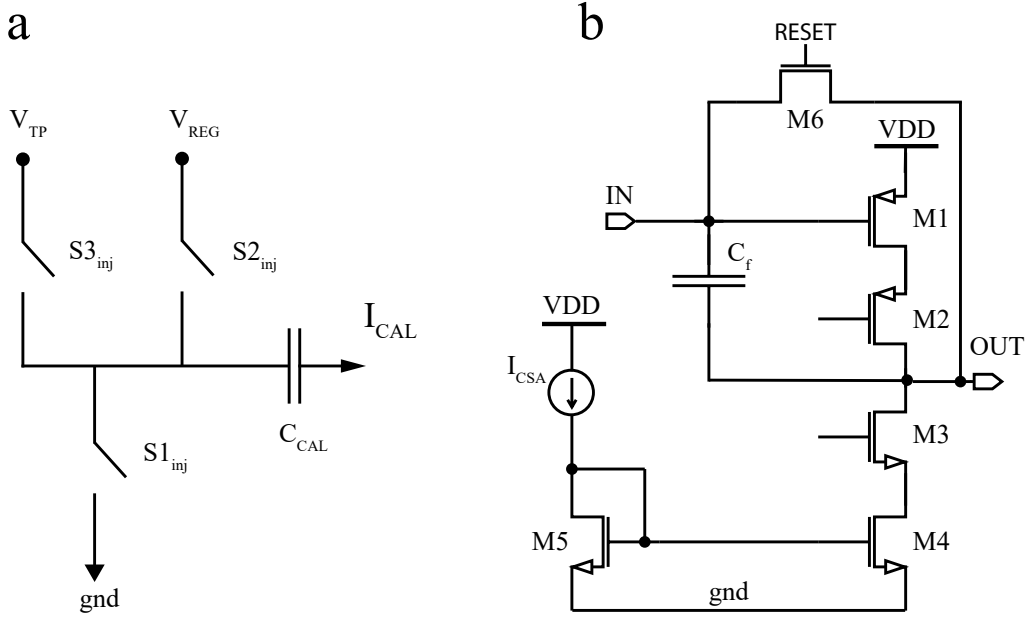 a
V_TP
V_REG
S3_inj
S2_inj
I_CAL
C_CAL
S1_inj
gnd
b
RESET
M6
VDD
IN
M1
C_f
VDD
M2
OUT
I_CSA
M3
M5
M4
gnd